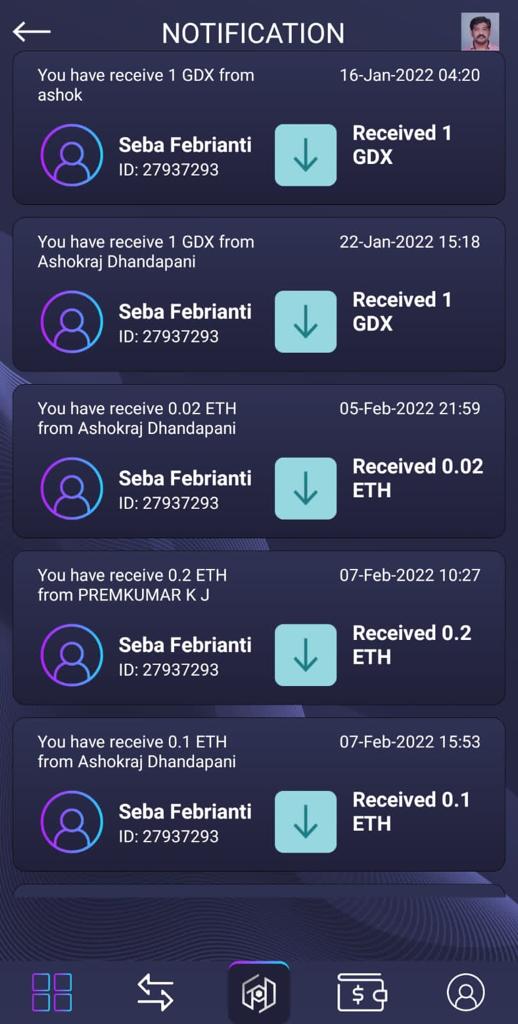 NOTIFICATION
You have receive 1 GDX from
ashok
16-Jan-2022 04:20
Seba Febrianti
ID: 27937293
Received 1
GDX
You have receive 1 GDX from
Ashokraj Dhandapani
22-Jan-2022 15:18
Seba Febrianti
ID: 27937293
Received 1
GDX
You have receive 0.02 ETH
from Ashokraj Dhandapani
05-Feb-2022 21:59
Seba Febrianti
ID: 27937293
Received 0.02
ETH
You have receive 0.2 ETH
from PREMKUMAR K J
07-Feb-2022 10:27
Seba Febrianti
ID: 27937293
Received 0.2
ETH
You have receive 0.1 ETH
from Ashokraj Dhandapani
07-Feb-2022 15:53
Seba Febrianti
ID: 27937293
Received 0.1
ETH